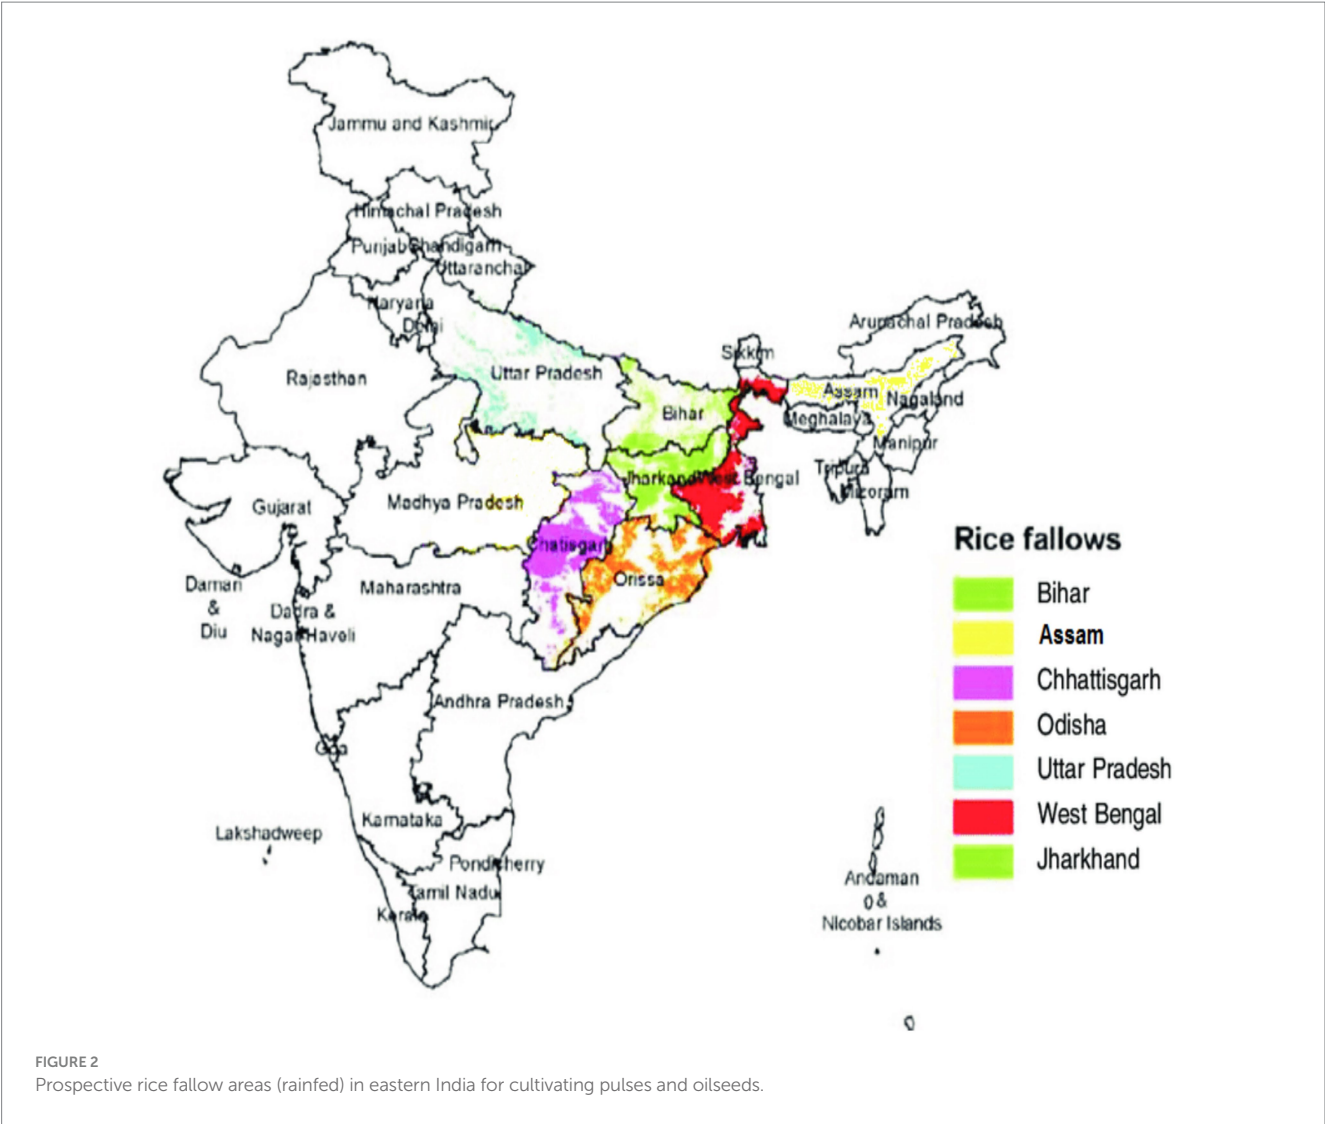 Jammu and Kashmir
Himachal Pradesh
Punjab
Chandigarh
Uttaranchal
Haryana
Delhi
Arunachal Pradesh
Sikkim
Rajasthan
Uttar Pradesh
Assam
Nagaland
Bihar
Meghalaya
Manipur
Tripura
Mizoram
Jharkand
West Bengal
Gujarat
Madhya Pradesh
Chatisgarh
Orissa
Daman
&
Diu
Dadra &
Nagar Haveli
Maharashtra
Andhra Pradesh
Goa
Karnataka
Lakshadweep
Pondicherry
Tamil Nadu
Kerala
Andaman
&
Nicobar Islands
Rice fallows
Bihar
Assam
Chhattisgarh
Odisha
Uttar Pradesh
West Bengal
Jharkhand
FIGURE 2
Prospective rice fallow areas (rainfed) in eastern India for cultivating pulses and oilseeds.